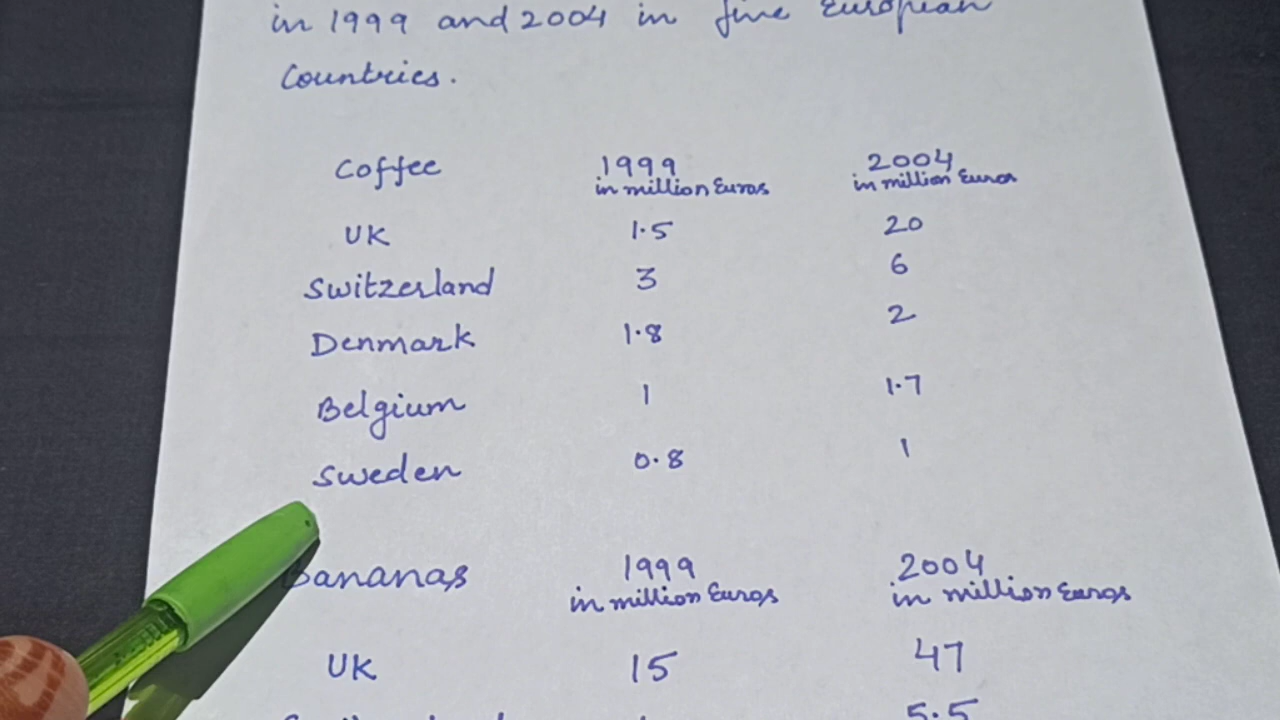 in 1999 and 2004 in five European
Countries.
Coffee 1999 2004
in million Euros in million Euros
UK 1.5 20
Switzerland 3 6
Denmark 1.8 2
Belgium 1 1.7
Sweden 0.8 1
Bananas 1999 2004
in million Euros in million Euros
UK 15 47
5.5